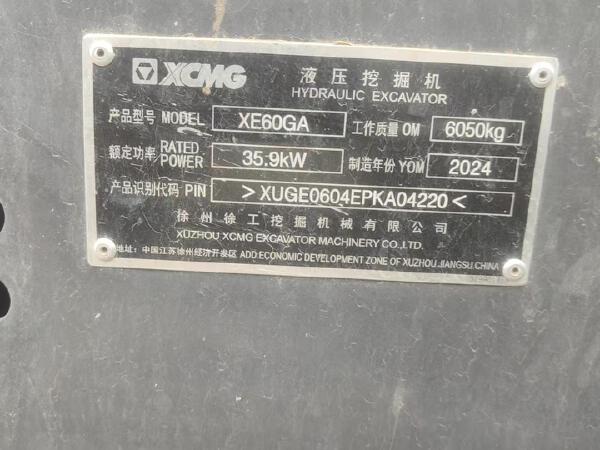 XCMG 液压挖掘机
HYDRAULIC EXCAVATOR
产品型号 MODEL XE60GA 工作质量 OM 6050kg
额定功率 RATED POWER 35.9kW 制造年份 YOM 2024
产品识别代码 PIN >XUGE0604EPKA04220<
徐州徐工挖掘机械有限公司
XUZHOU XCMG EXCAVATOR MACHINERY CO.,LTD.
地址: 中国江苏徐州经济开发区 ADD ECONOMIC DEVELOPMENT ZONE OF XUZHOU JIANGSU, CHINA